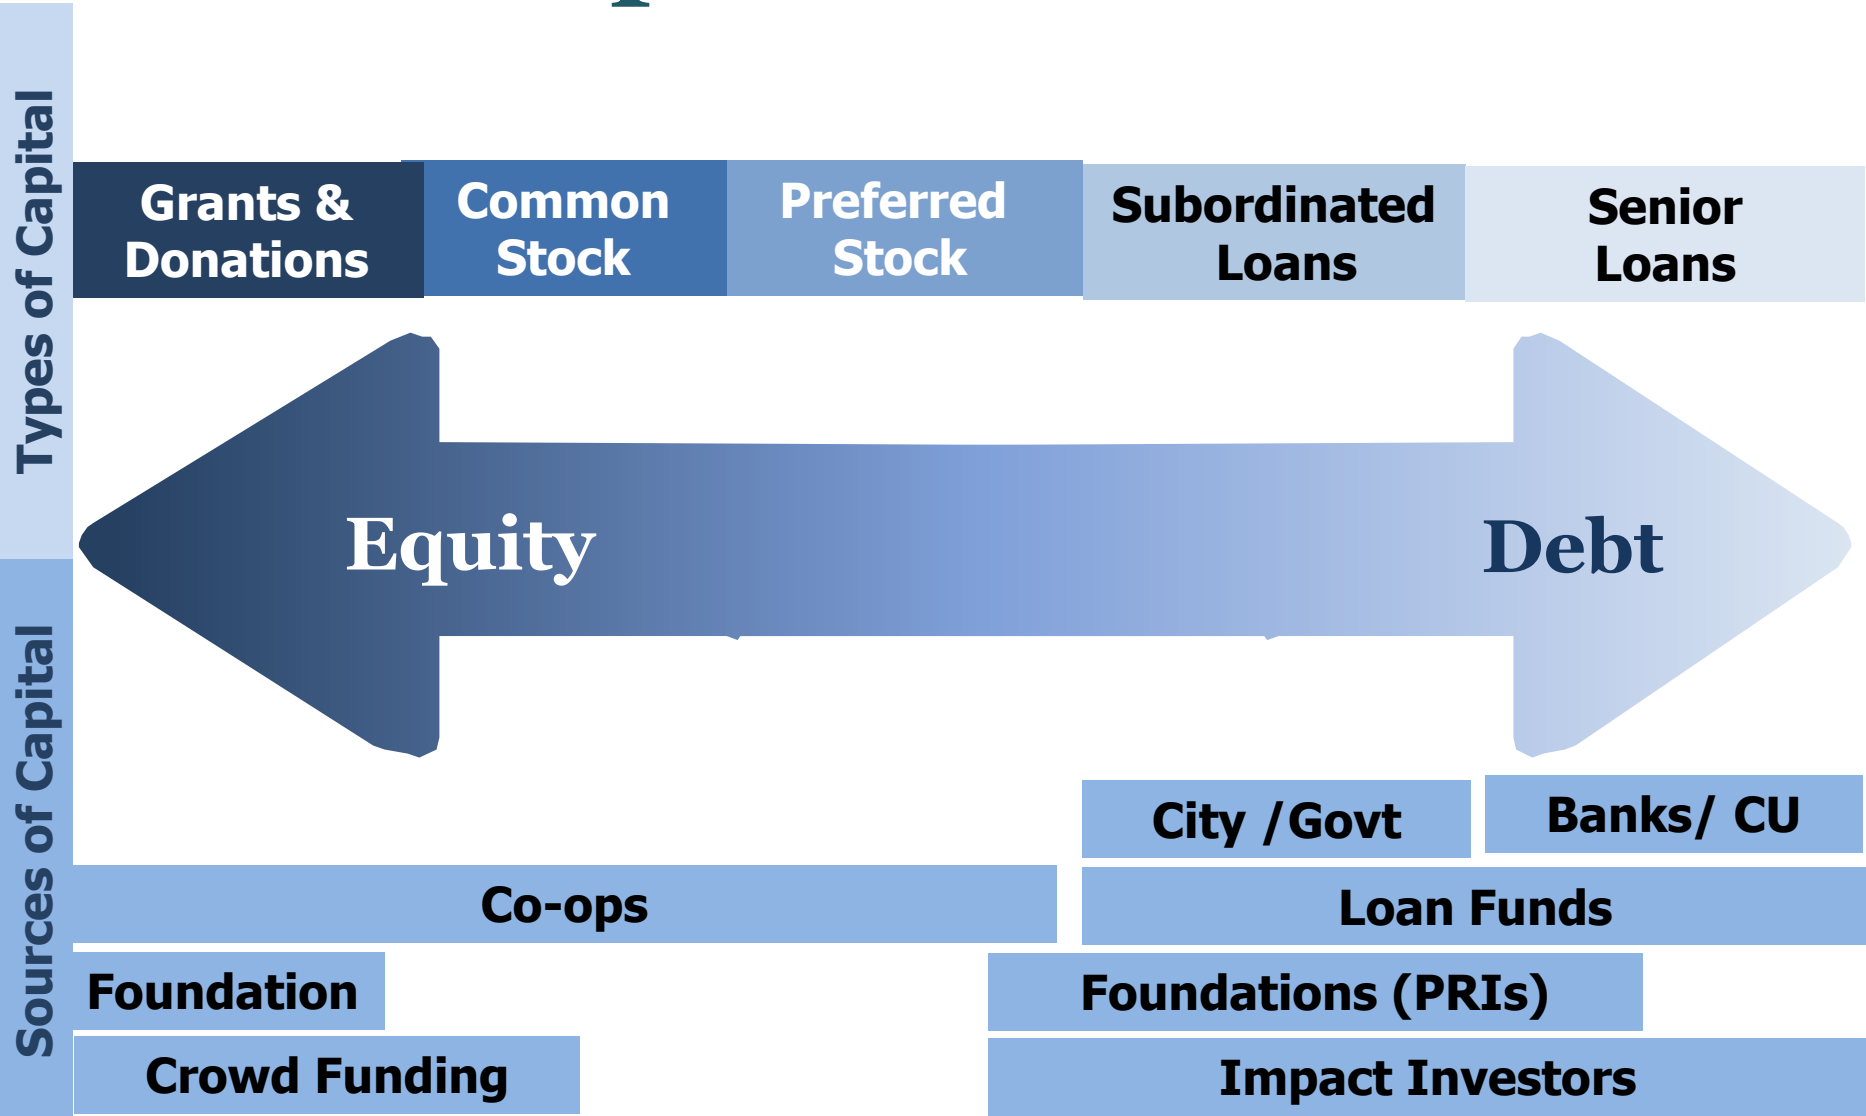 Types of Capital
Grants &
Donations
Common
Stock
Preferred
Stock
Subordinated
Loans
Senior
Loans
Equity
Debt
Sources of Capital
City /Govt
Banks/ CU
Co-ops
Loan Funds
Foundation
Foundations (PRIs)
Crowd Funding
Impact Investors